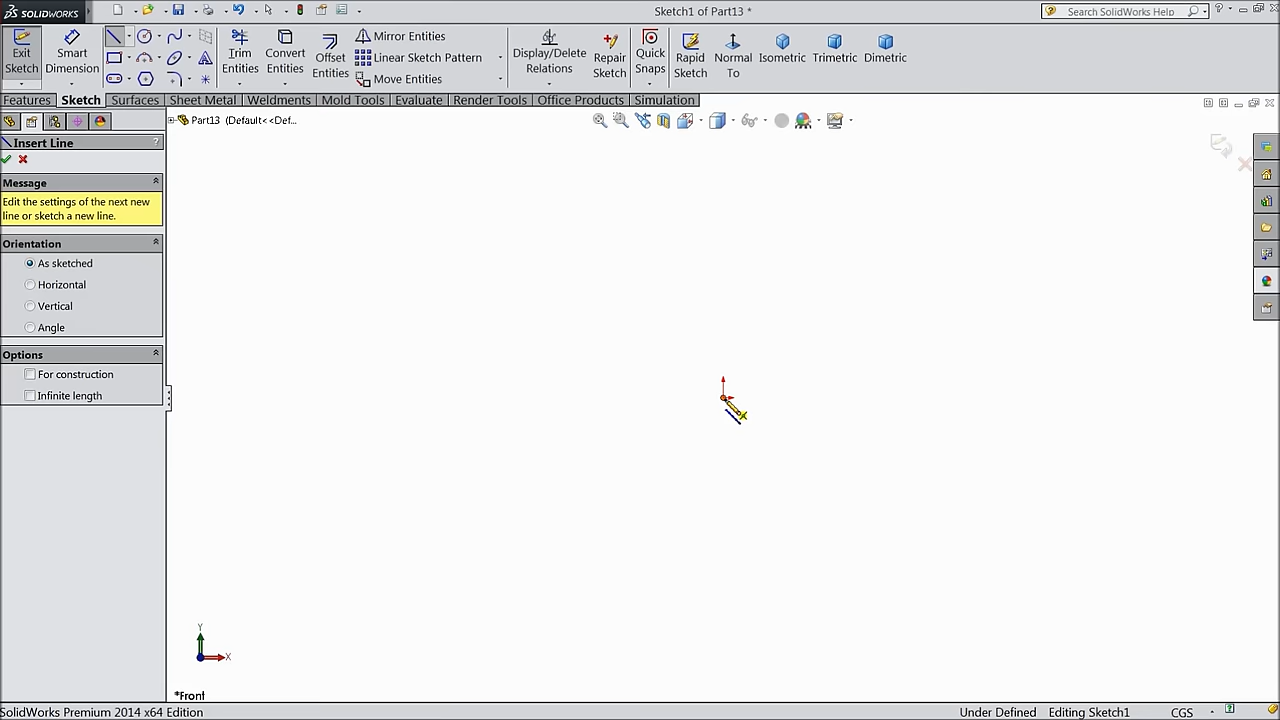 SOLIDWORKS
Sketch1 of Part13 *
Search SolidWorks Help
Exit Sketch
Smart Dimension
Trim Entities
Convert Entities
Offset Entities
Mirror Entities
Linear Sketch Pattern
Move Entities
Display/Delete Relations
Repair Sketch
Quick Snaps
Rapid Sketch
Normal To
Isometric
Trimetric
Dimetric
Features Sketch Surfaces Sheet Metal Weldments Mold Tools Evaluate Render Tools Office Products Simulation
Part13 (Default<<Def...
Insert Line
?
Message
Edit the settings of the next new
line or sketch a new line.
Orientation
As sketched
Horizontal
Vertical
Angle
Options
For construction
Infinite length
Y
X
*Front
SolidWorks Premium 2014 x64 Edition
Under Defined Editing Sketch1 CGS